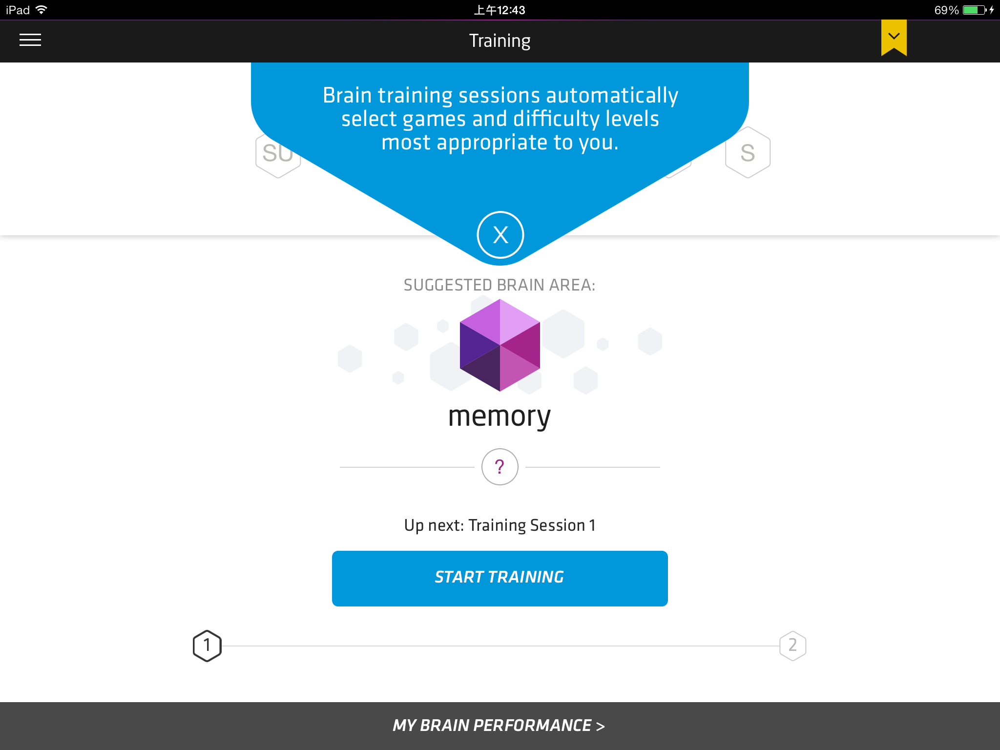 iPad 上午12:43 69%
Training
Brain training sessions automatically
select games and difficulty levels
most appropriate to you.
SU S
X
SUGGESTED BRAIN AREA:
memory
?
Up next: Training Session 1
START TRAINING
1 2
MY BRAIN PERFORMANCE >